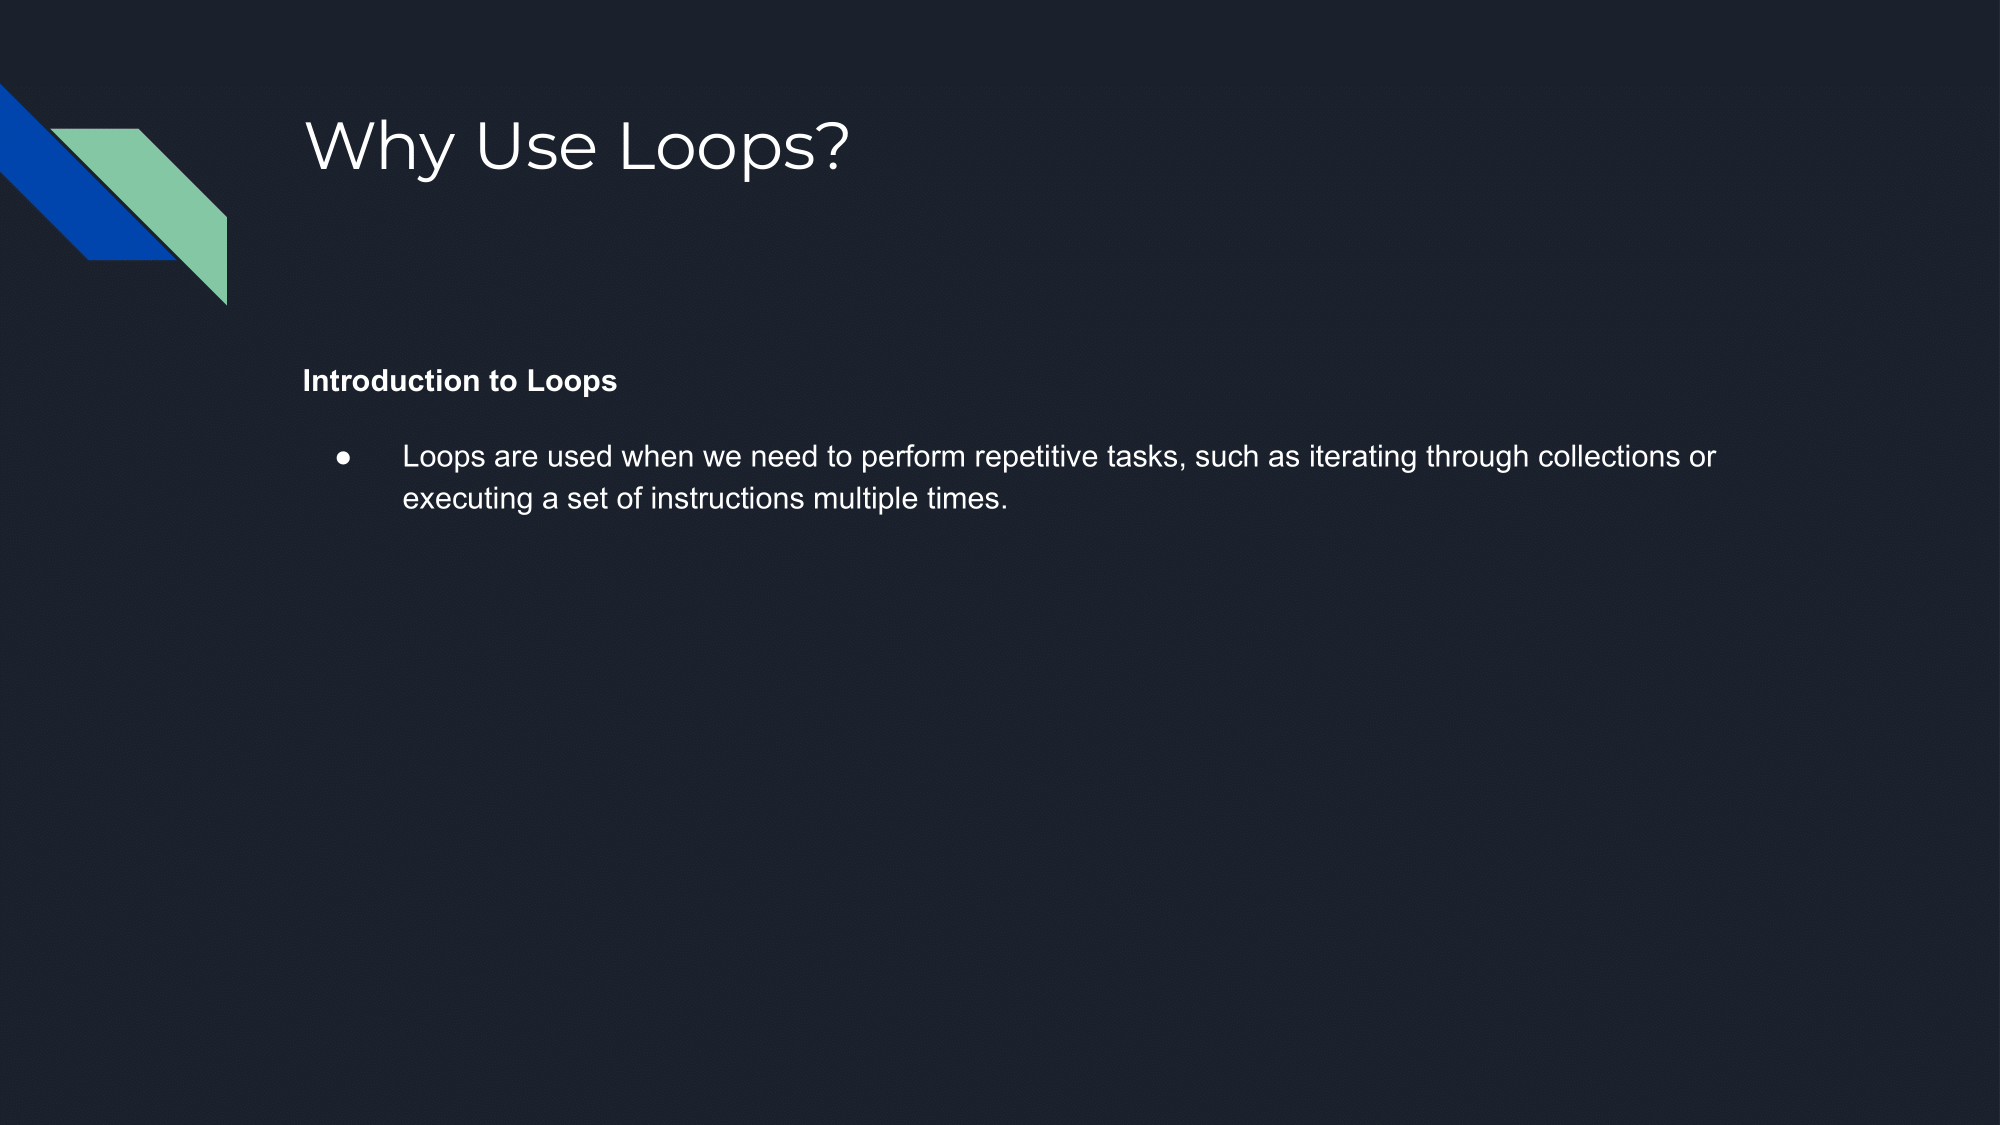 Why Use Loops?
Introduction to Loops
● Loops are used when we need to perform repetitive tasks, such as iterating through collections or
executing a set of instructions multiple times.